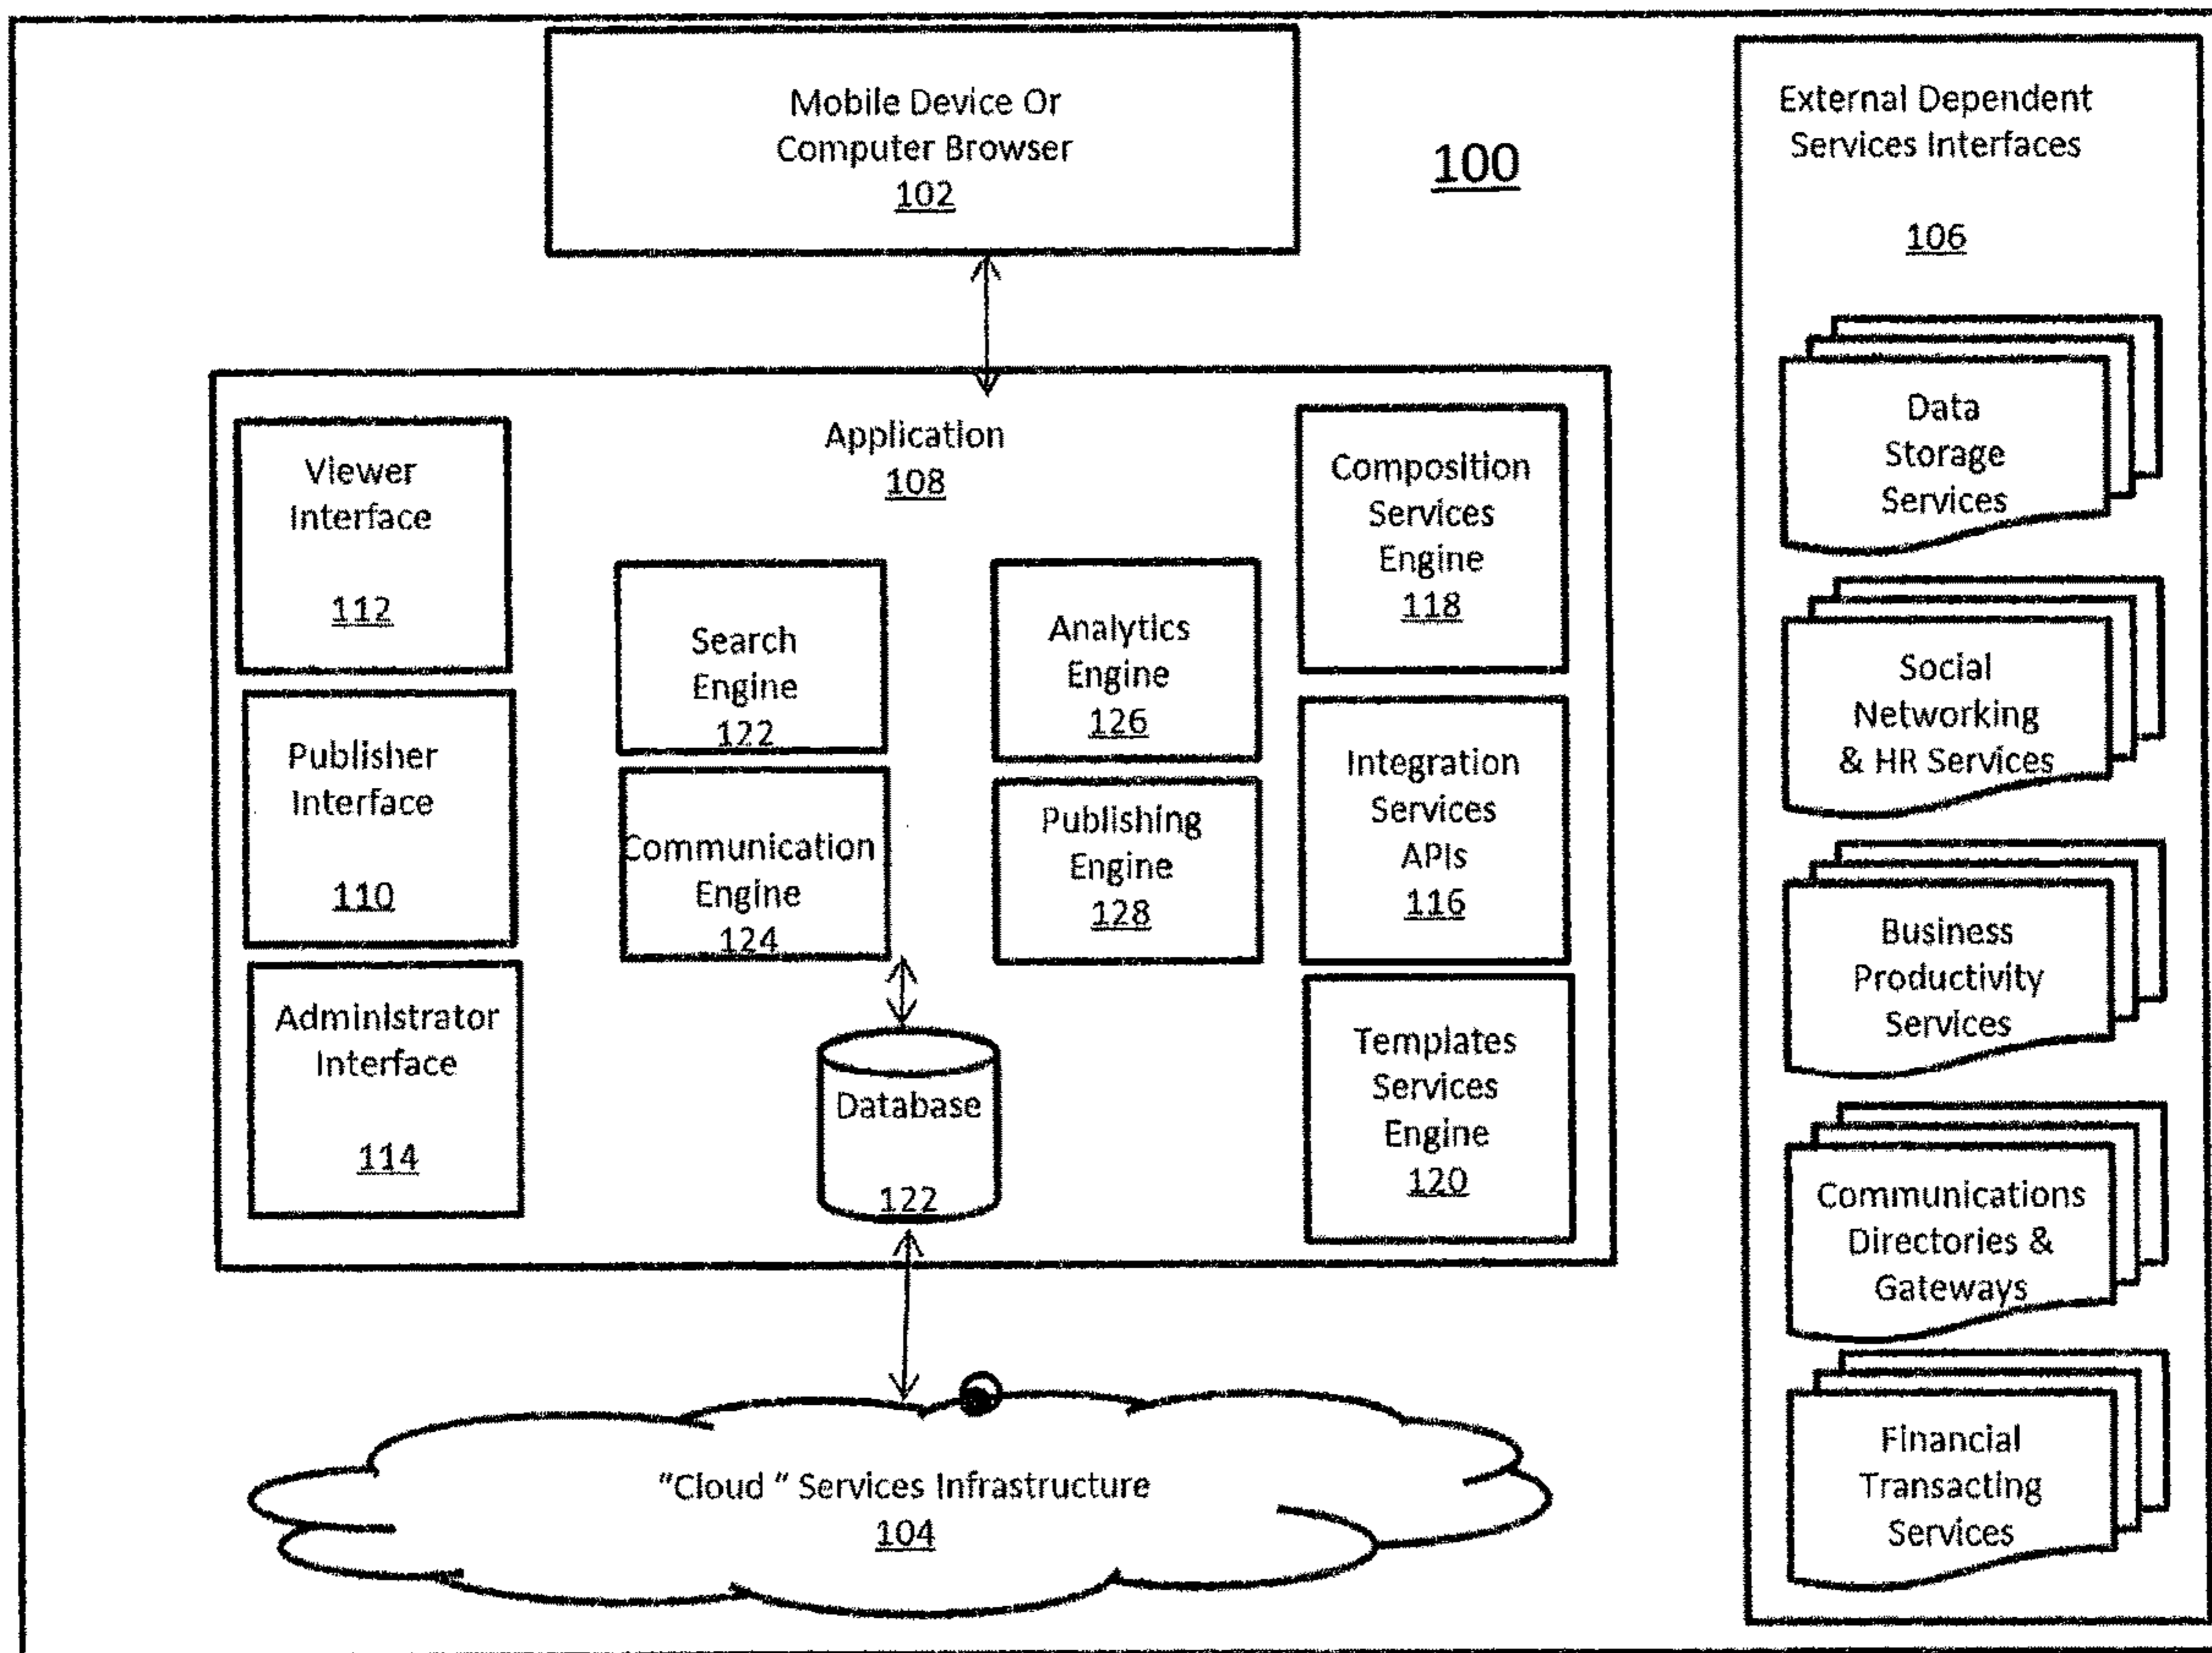 Mobile Device Or
Computer Browser
102
100
External Dependent
Services Interfaces
106
Application
108
Viewer
Interface
112
Publisher
Interface
110
Administrator
Interface
114
Search
Engine
122
Communication
Engine
124
Analytics
Engine
126
Publishing
Engine
128
Composition
Services
Engine
118
Integration
Services
APIs
116
Templates
Services
Engine
120
Database
122
"Cloud " Services Infrastructure
104
Data
Storage
Services
Social
Networking
& HR Services
Business
Productivity
Services
Communications
Directories &
Gateways
Financial
Transacting
Services